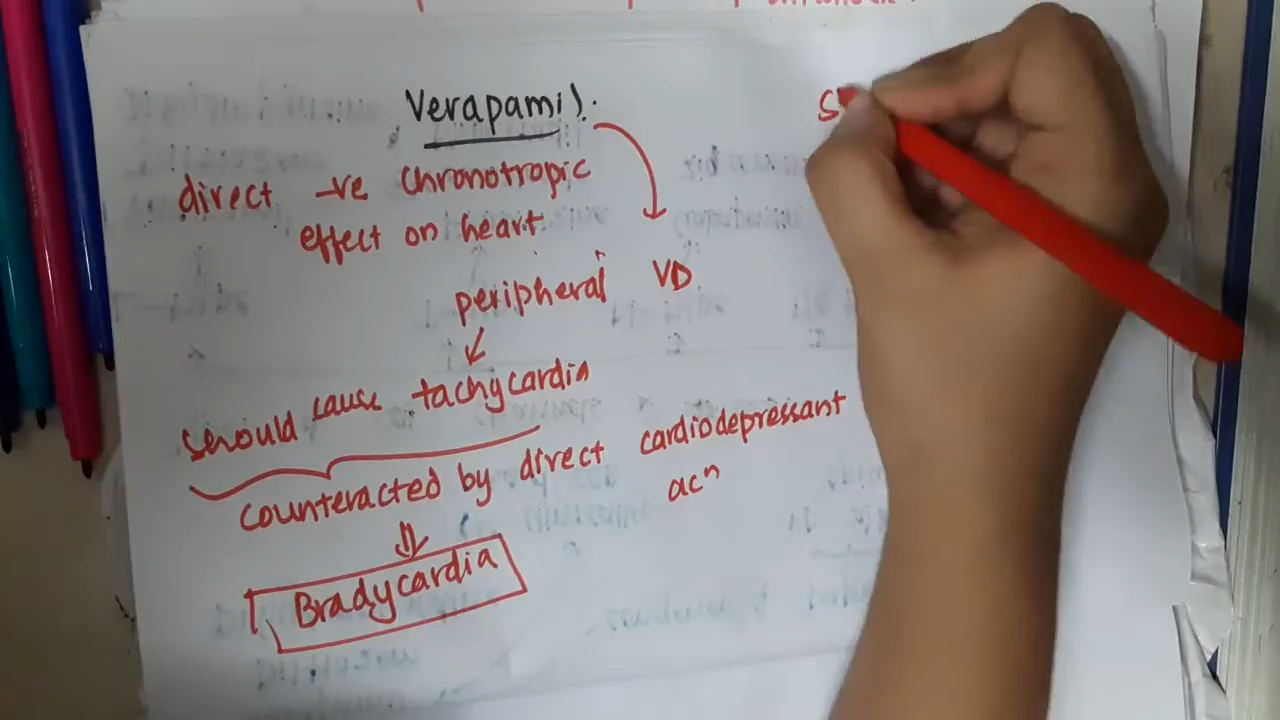 Verapamil.
direct -ve chronotropic
effect on heart
peripheral VD
should cause tachycardia
counteracted by direct cardiodepressant
acⁿ
Bradycardia